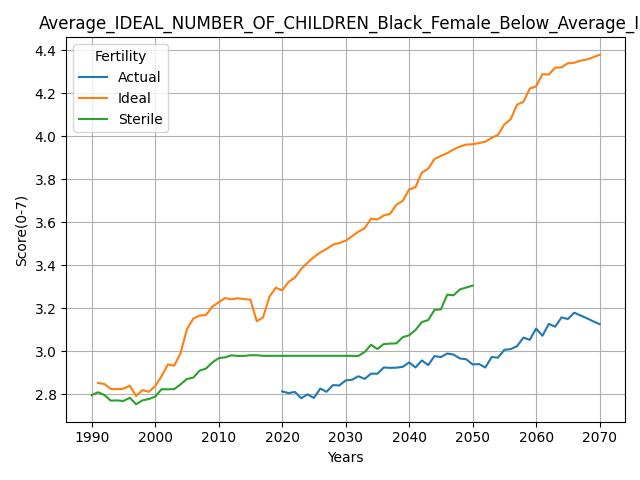 Average_IDEAL_NUMBER_OF_CHILDREN_Black_Female_Below_Average_I
Fertility
Actual
Ideal
Sterile
4.4
4.2
4.0
3.8
3.6
3.4
3.2
3.0
2.8
Score(0-7)
1990 2000 2010 2020 2030 2040 2050 2060 2070
Years